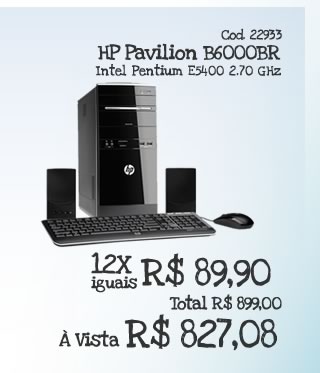 Cod. 22933
HP Pavilion B6000BR
Intel Pentium E5400 2.70 GHz
hp
12X
iguais
R$ 89,90
Total R$ 899,00
À Vista R$ 827,08